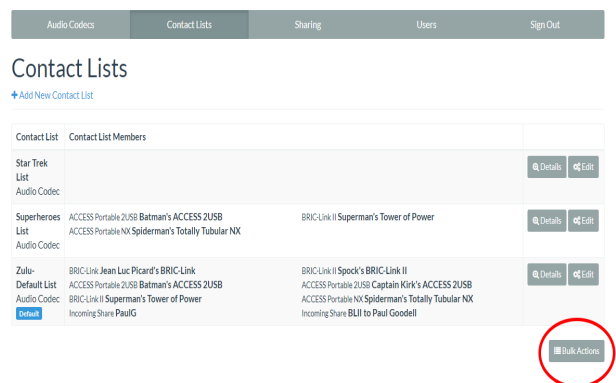 Audio Codecs Contact Lists Sharing Users Sign Out
Contact Lists
+ Add New Contact List
Contact List Contact List Members
Star Trek Details Edit
List
Audio Codec
Superheroes ACCESS Portable 2USB Batman's ACCESS 2USB BRIC-Link II Superman's Tower of Power Details Edit
List ACCESS Portable NX Spiderman's Totally Tubular NX
Audio Codec
Zulu- BRIC-Link Jean Luc Picard's BRIC-Link BRIC-Link II Spock's BRIC-Link II Details Edit
Default List ACCESS Portable 2USB Batman's ACCESS 2USB ACCESS Portable 2USB Captain Kirk's ACCESS 2USB
Audio Codec BRIC-Link II Superman's Tower of Power ACCESS Portable NX Spiderman's Totally Tubular NX
Default Incoming Share PaulG Incoming Share BLII to Paul Goodell
Bulk Actions